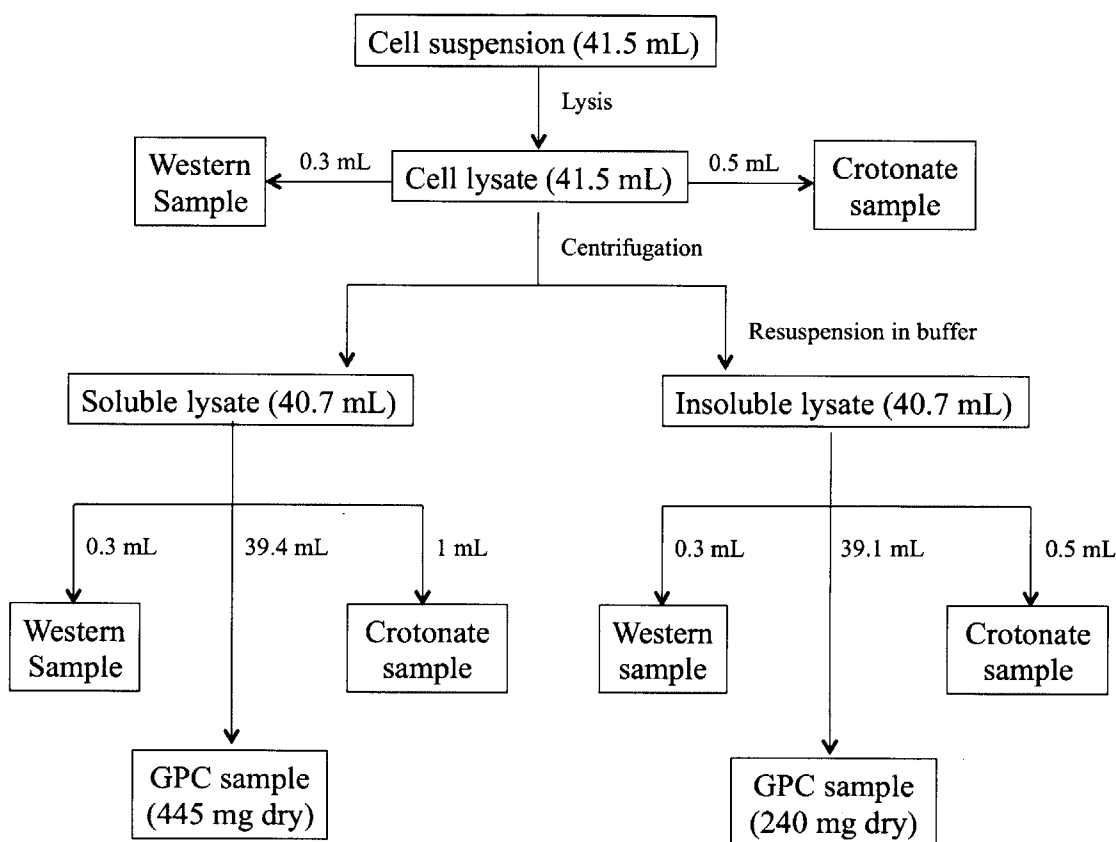 Cell suspension (41.5 mL)
Lysis
Western
Sample
0.3 mL
Cell lysate (41.5 mL)
0.5 mL
Crotonate
sample
Centrifugation
Resuspension in buffer
Soluble lysate (40.7 mL)
Insoluble lysate (40.7 mL)
0.3 mL
39.4 mL
1 mL
0.3 mL
39.1 mL
0.5 mL
Western
Sample
Crotonate
sample
Western
sample
Crotonate
sample
GPC sample
(445 mg dry)
GPC sample
(240 mg dry)